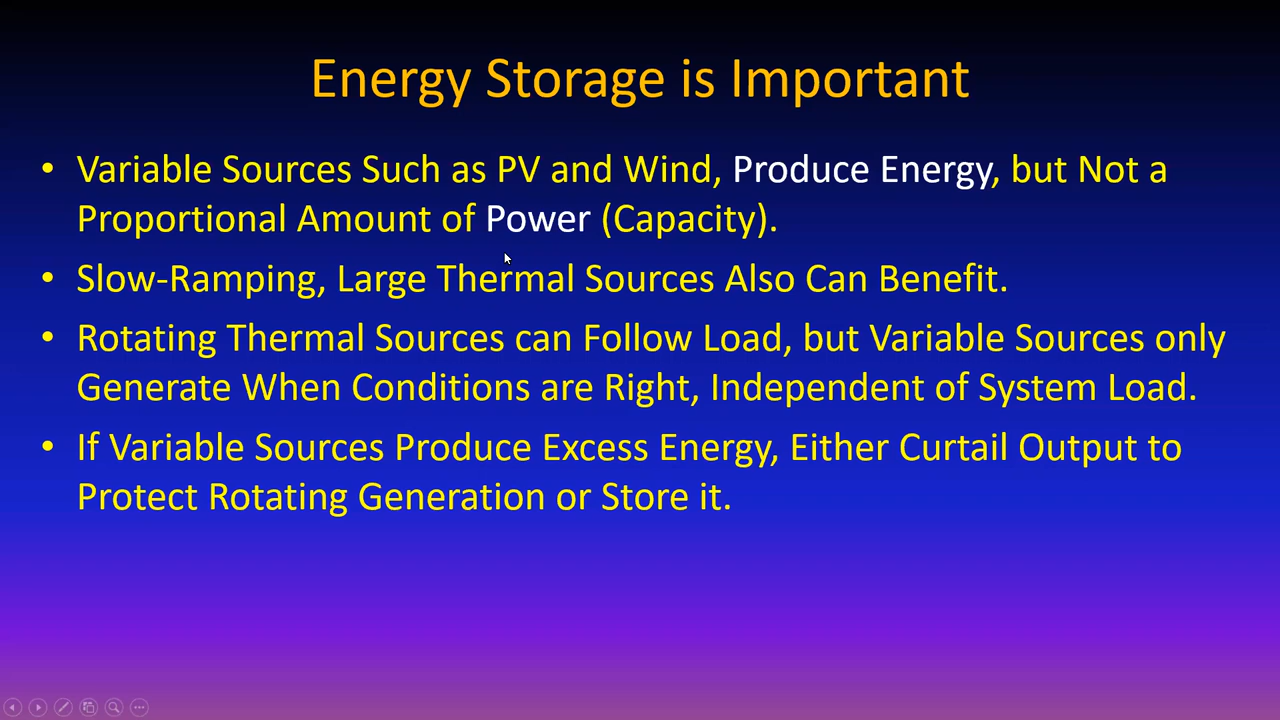 Energy Storage is Important
• Variable Sources Such as PV and Wind, Produce Energy, but Not a
Proportional Amount of Power (Capacity).
• Slow-Ramping, Large Thermal Sources Also Can Benefit.
• Rotating Thermal Sources can Follow Load, but Variable Sources only
Generate When Conditions are Right, Independent of System Load.
• If Variable Sources Produce Excess Energy, Either Curtail Output to
Protect Rotating Generation or Store it.